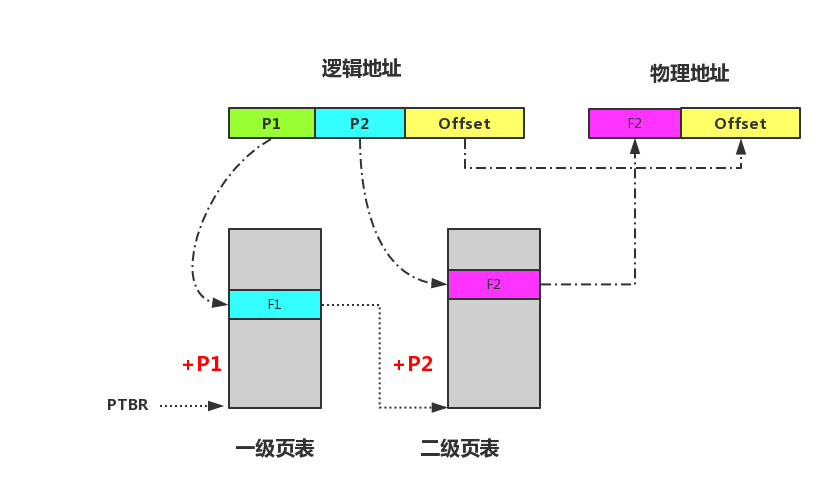 逻辑地址
物理地址
P1 P2 Offset
F2 Offset
F2
F1
+P1 +P2
PTBR
一级页表 二级页表